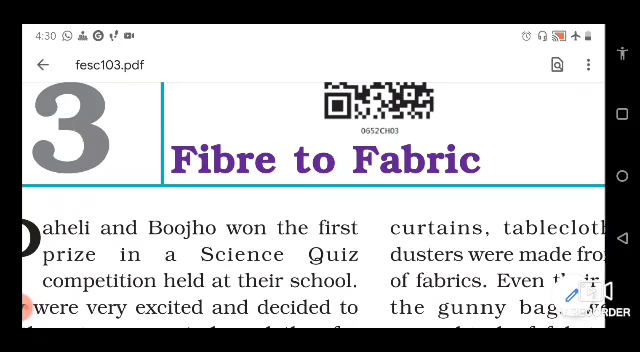 4:30
fesc103.pdf
0652CH03
3
Fibre to Fabric
aheli and Boojho won the first
prize in a Science Quiz
competition held at their school.
were very excited and decided to
curtains, tablecloth
dusters were made fro
of fabrics. Even
the gunny bag